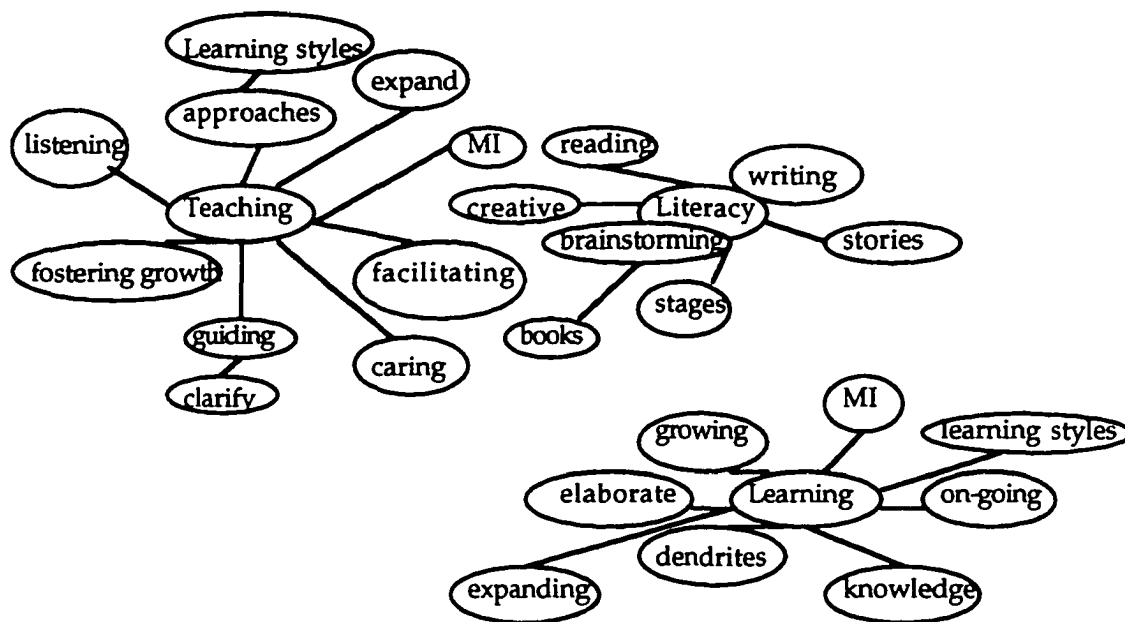 Learning styles
expand
approaches
listening
MI
Teaching
fostering growth
facilitating
guiding
caring
clarify
reading
writing
creative
Literacy
brainstorming
stories
stages
books
MI
growing
learning styles
elaborate
Learning
on-going
dendrites
expanding
knowledge